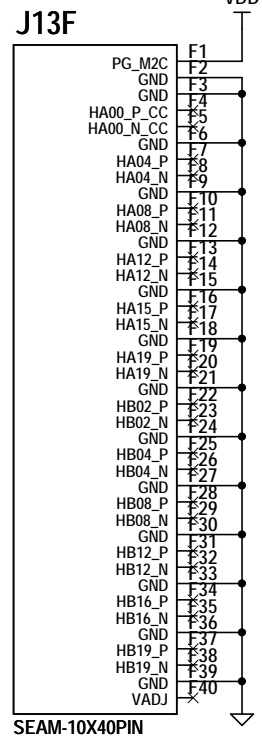 VDD
J13F
PG_M2C F1
GND F2
GND F3
HA00_P_CC F4
HA00_N_CC F5
GND F6
HA04_P F7
HA04_N F8
GND F9
HA08_P F10
HA08_N F11
GND F12
HA12_P F13
HA12_N F14
GND F15
HA15_P F16
HA15_N F17
GND F18
HA19_P F19
HA19_N F20
GND F21
HB02_P F22
HB02_N F23
GND F24
HB04_P F25
HB04_N F26
GND F27
HB08_P F28
HB08_N F29
GND F30
HB12_P F31
HB12_N F32
GND F33
HB16_P F34
HB16_N F35
GND F36
HB19_P F37
HB19_N F38
GND F39
VADJ F40
SEAM-10X40PIN